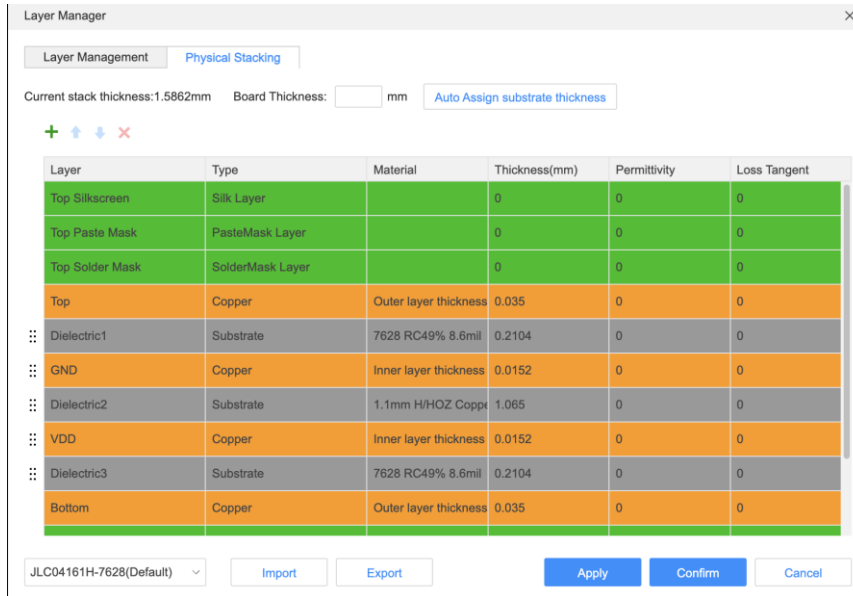 Layer Manager
Layer Management Physical Stacking
Current stack thickness:1.5862mm Board Thickness: mm Auto Assign substrate thickness
Layer Type Material Thickness(mm) Permittivity Loss Tangent
Top Silkscreen Silk Layer 0 0 0
Top Paste Mask PasteMask Layer 0 0 0
Top Solder Mask SolderMask Layer 0 0 0
Top Copper Outer layer thickness 0.035 0 0
Dielectric1 Substrate 7628 RC49% 8.6mil 0.2104 0 0
GND Copper Inner layer thickness 0.0152 0 0
Dielectric2 Substrate 1.1mm H/HOZ Coppe 1.065 0 0
VDD Copper Inner layer thickness 0.0152 0 0
Dielectric3 Substrate 7628 RC49% 8.6mil 0.2104 0 0
Bottom Copper Outer layer thickness 0.035 0 0
JLC04161H-7628(Default) Import Export Apply Confirm Cancel